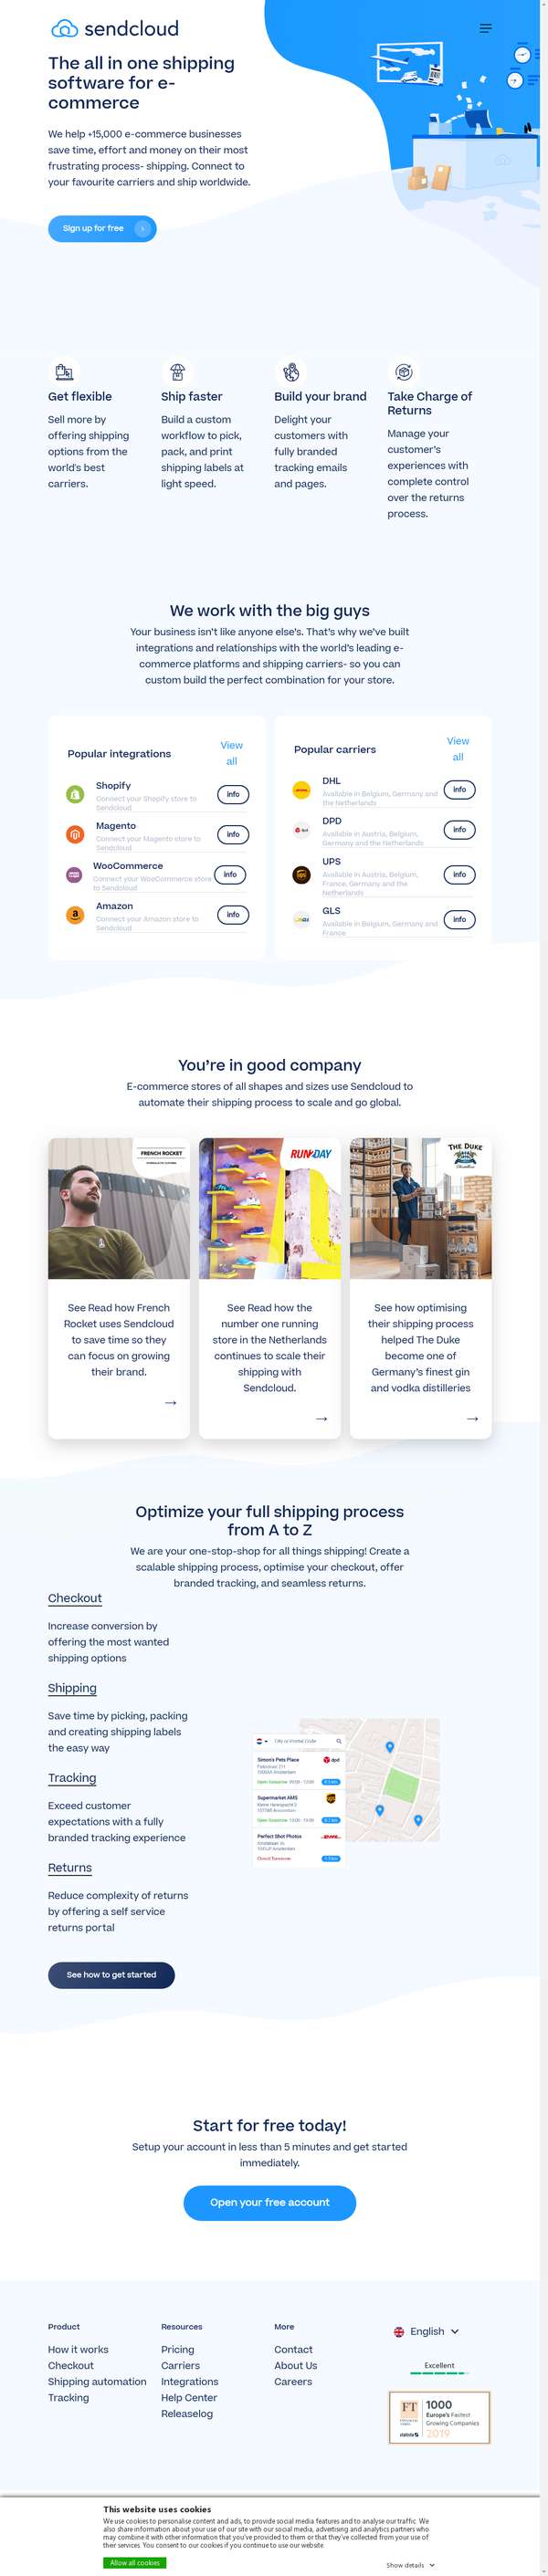 sendcloud
The all in one shipping
software for e-
commerce
We help +15,000 e-commerce businesses
save time, effort and money on their most
frustrating process- shipping. Connect to
your favourite carriers and ship worldwide.
Sign up for free
Get flexible
Sell more by
offering shipping
options from the
world's best
carriers.
Ship faster
Build a custom
workflow to pick,
pack, and print
shipping labels at
light speed.
Build your brand
Delight your
customers with
fully branded
tracking emails
and pages.
Take Charge of
Returns
Manage your
customer's
experiences with
complete control
over the returns
process.
We work with the big guys
Your business isn't like anyone else's. That's why we've built
integrations and relationships with the world's leading e-
commerce platforms and shipping carriers- so you can
custom build the perfect combination for your store.
Popular integrations
View
all
Shopify
Connect your Shopify store to
Sendcloud
info
Magento
Connect your Magento store to
Sendcloud
info
WooCommerce
Connect your WooCommerce store
to Sendcloud
info
Amazon
Connect your Amazon store to
Sendcloud
info
Popular carriers
View
all
DHL
Available in Belgium, Germany and
the Netherlands
info
DPD
Available in Austria, Belgium,
Germany and the Netherlands
info
UPS
Available in Austria, Belgium,
France, Germany and the
Netherlands
info
GLS
Available in Belgium, Germany and
France
info
You're in good company
E-commerce stores of all shapes and sizes use Sendcloud to
automate their shipping process to scale and go global.
FRENCH ROCKET
See Read how French
Rocket uses Sendcloud
to save time so they
can focus on growing
their brand.
→
RUN2DAY
See Read how the
number one running
store in the Netherlands
continues to scale their
shipping with
Sendcloud.
→
THE DUKE
See how optimising
their shipping process
helped The Duke
become one of
Germany's finest gin
and vodka distilleries
→
Optimize your full shipping process
from A to Z
We are your one-stop-shop for all things shipping! Create a
scalable shipping process, optimise your checkout, offer
branded tracking, and seamless returns.
Checkout
Increase conversion by
offering the most wanted
shipping options
Shipping
Save time by picking, packing
and creating shipping labels
the easy way
Tracking
Exceed customer
expectations with a fully
branded tracking experience
Returns
Reduce complexity of returns
by offering a self service
returns portal
City or Postal Code
Simon's Pets Place
dpd
Supermarket AMS
Perfect Shot Photos
Closed Tomorrow
See how to get started
Start for free today!
Setup your account in less than 5 minutes and get started
immediately.
Open your free account
Product
How it works
Checkout
Shipping automation
Tracking
Resources
Pricing
Carriers
Integrations
Help Center
Releaselog
More
Contact
About Us
Careers
English
Excellent
FT
FINANCIAL
TIMES
statista
1000
Europe's Fastest
Growing Companies
2019
This website uses cookies
We use cookies to personalise content and ads, to provide social media features and to analyse our traffic. We
also share information about your use of our site with our social media, advertising and analytics partners who
may combine it with other information that you've provided to them or that they've collected from your use of
their services. You consent to our cookies if you continue to use our website.
Allow all cookies
Show details